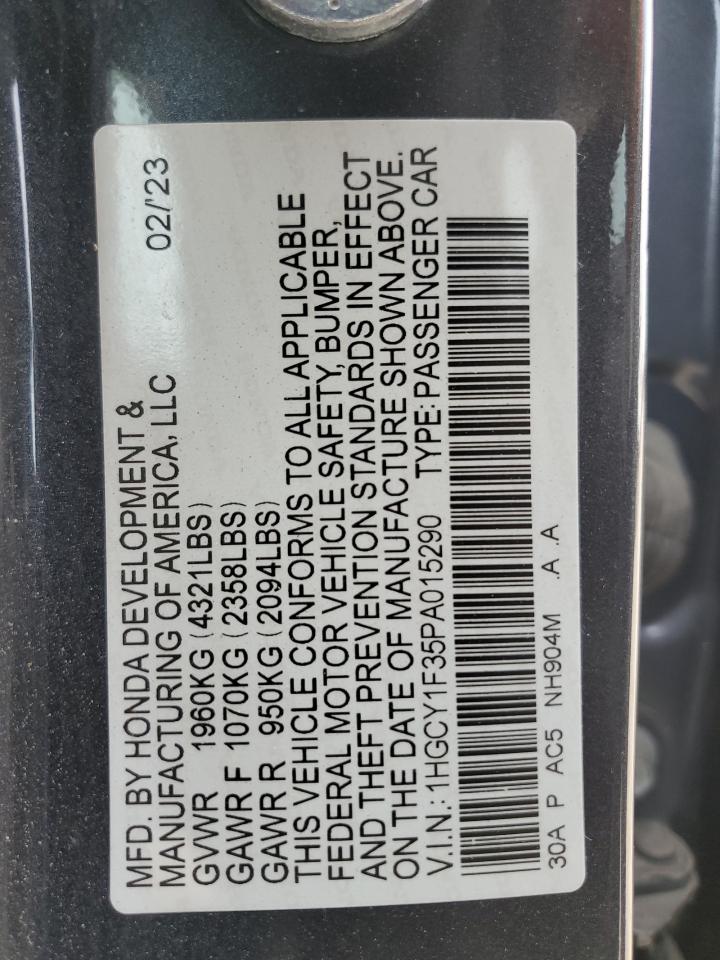 MFD. BY HONDA DEVELOPMENT &
MANUFACTURING OF AMERICA, LLC 02/'23
GVWR 1960KG (4321LBS)
GAWR F 1070KG (2358LBS)
GAWR R 950KG (2094LBS)
THIS VEHICLE CONFORMS TO ALL APPLICABLE
FEDERAL MOTOR VEHICLE SAFETY, BUMPER,
AND THEFT PREVENTION STANDARDS IN EFFECT
ON THE DATE OF MANUFACTURE SHOWN ABOVE.
V.I.N.: 1HGCY1F35PA015290 TYPE: PASSENGER CAR
30A P AC5 NH904M .A .A